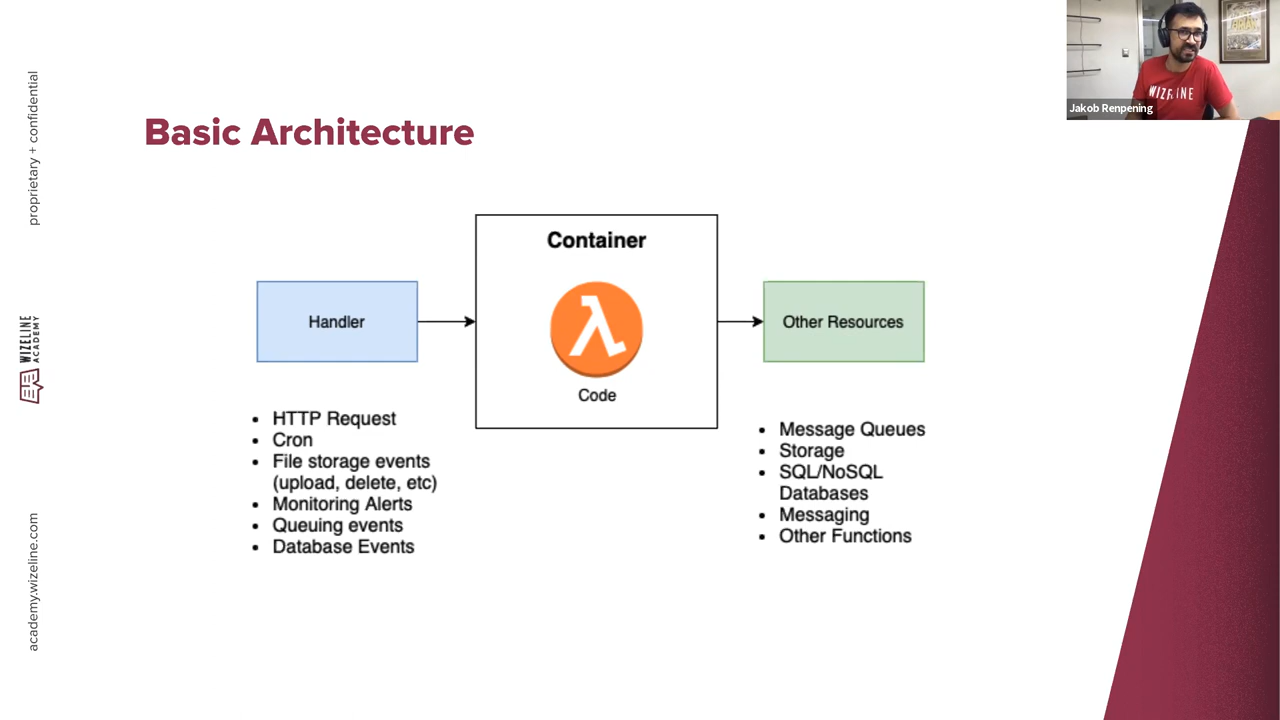 proprietary + confidential
WIZELINE
ACADEMY
academy.wizeline.com
Basic Architecture
Handler
Container
Code
Other Resources
• HTTP Request
• Cron
• File storage events
(upload, delete, etc)
• Monitoring Alerts
• Queuing events
• Database Events
• Message Queues
• Storage
• SQL/NoSQL
Databases
• Messaging
• Other Functions
WIZELINE
Jakob Renpening